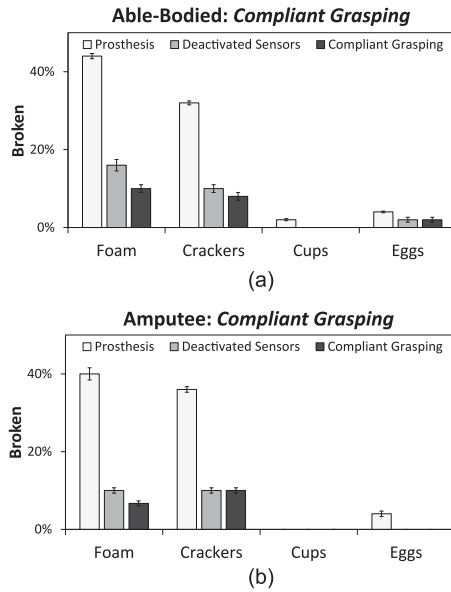 Able-Bodied: Compliant Grasping
Prosthesis Deactivated Sensors Compliant Grasping
40%
20%
0%
Broken
Foam Crackers Cups Eggs
(a)
Amputee: Compliant Grasping
Prosthesis Deactivated Sensors Compliant Grasping
40%
20%
0%
Broken
Foam Crackers Cups Eggs
(b)